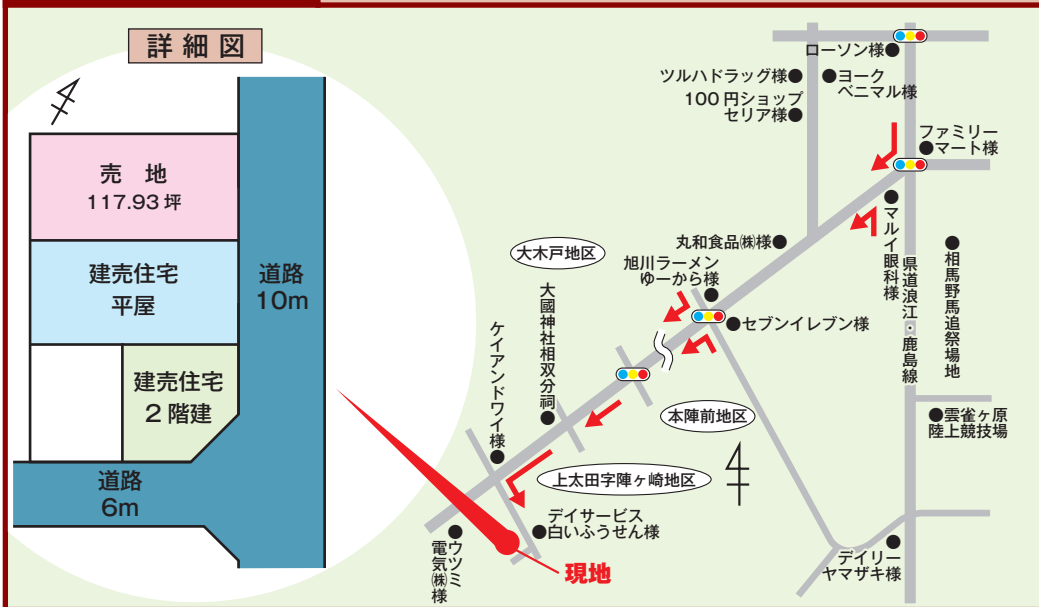 詳細図
売 地
117.93坪
建売住宅
平屋
建売住宅
2階建
道路
10m
道路
6m
ローソン様
ツルハドラッグ様
ヨーク
ベニマル様
100円ショップ
セリア様
ファミリー
マート様
マルイ眼科様
県道浪江・鹿島線
相馬野馬追祭場地
丸和食品㈱様
大木戸地区
旭川ラーメン
ゆーから様
セブンイレブン様
大國神社相双分祠
ケイアンドワイ様
本陣前地区
雲雀ヶ原
陸上競技場
上太田字陣ヶ崎地区
デイサービス
白いふうせん様
ウツミ
電気㈱様
現地
デイリー
ヤマザキ様